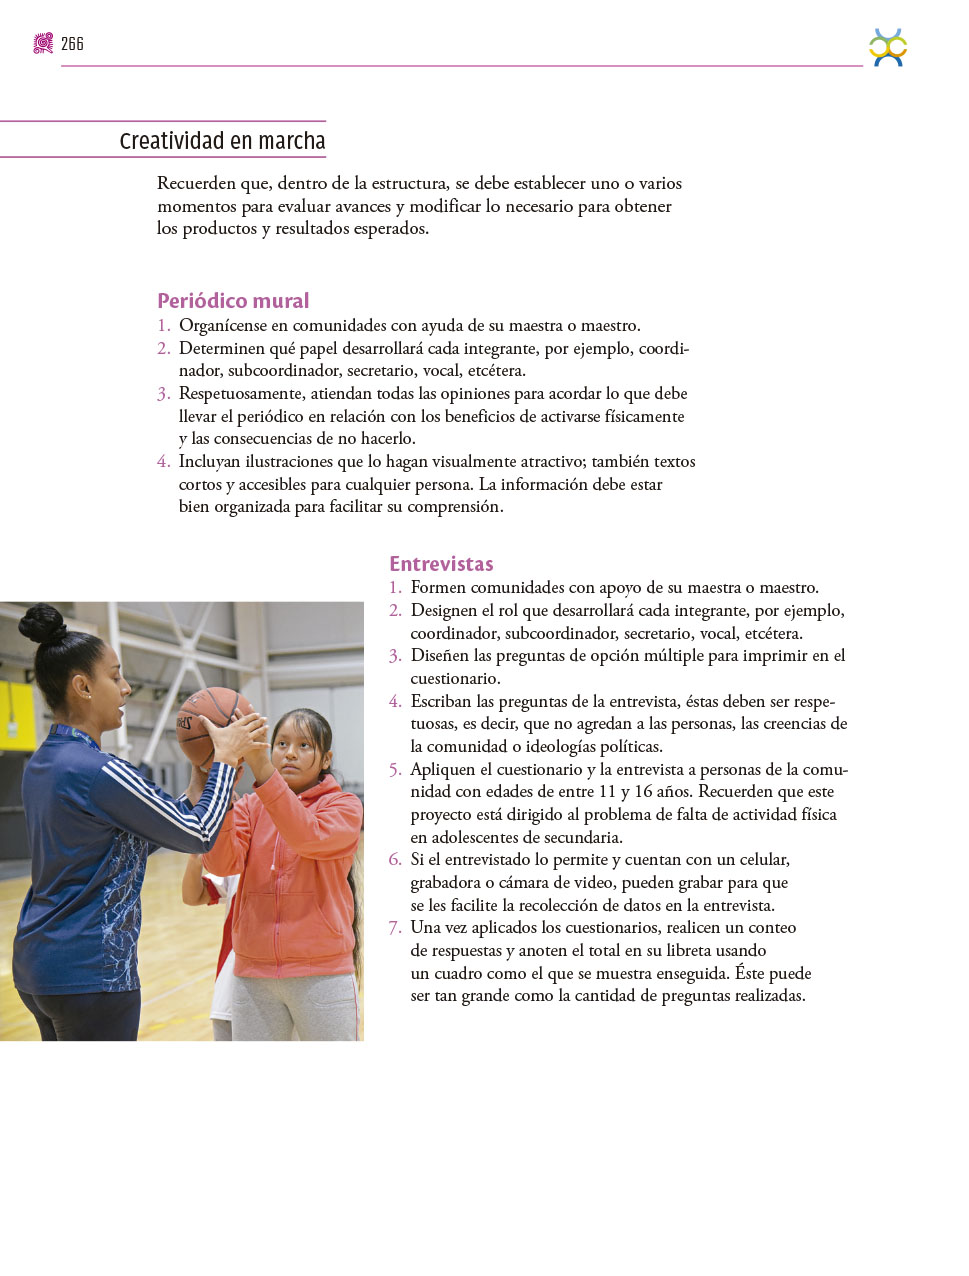 266
Creatividad en marcha
Recuerden que, dentro de la estructura, se debe establecer uno o varios
momentos para evaluar avances y modificar lo necesario para obtener
los productos y resultados esperados.
Periódico mural
1. Organícense en comunidades con ayuda de su maestra o maestro.
2. Determinen qué papel desarrollará cada integrante, por ejemplo, coordi-
nador, subcoordinador, secretario, vocal, etcétera.
3. Respetuosamente, atiendan todas las opiniones para acordar lo que debe
llevar el periódico en relación con los beneficios de activarse físicamente
y las consecuencias de no hacerlo.
4. Incluyan ilustraciones que lo hagan visualmente atractivo; también textos
cortos y accesibles para cualquier persona. La información debe estar
bien organizada para facilitar su comprensión.
Entrevistas
1. Formen comunidades con apoyo de su maestra o maestro.
2. Designen el rol que desarrollará cada integrante, por ejemplo,
coordinador, subcoordinador, secretario, vocal, etcétera.
3. Diseñen las preguntas de opción múltiple para imprimir en el
cuestionario.
4. Escriban las preguntas de la entrevista, éstas deben ser respe-
tuosas, es decir, que no agredan a las personas, las creencias de
la comunidad o ideologías políticas.
5. Apliquen el cuestionario y la entrevista a personas de la comu-
nidad con edades de entre 11 y 16 años. Recuerden que este
proyecto está dirigido al problema de falta de actividad física
en adolescentes de secundaria.
6. Si el entrevistado lo permite y cuentan con un celular,
grabadora o cámara de video, pueden grabar para que
se les facilite la recolección de datos en la entrevista.
7. Una vez aplicados los cuestionarios, realicen un conteo
de respuestas y anoten el total en su libreta usando
un cuadro como el que se muestra enseguida. Éste puede
ser tan grande como la cantidad de preguntas realizadas.